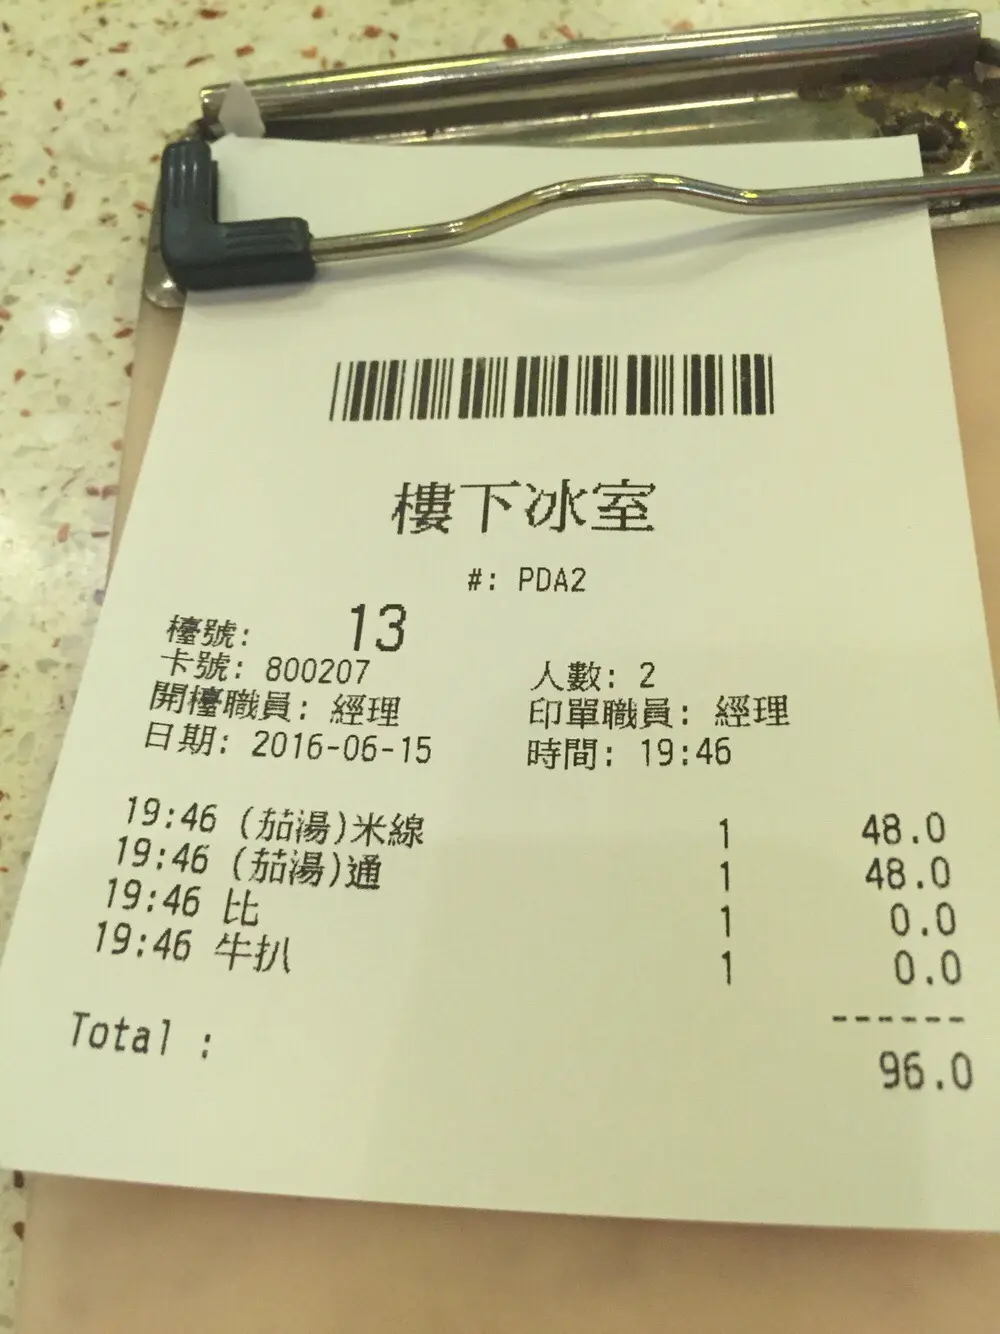 樓下冰室
#: PDA2
檯號: 13
卡號: 800207 人數: 2
開檯職員: 經理 印單職員: 經理
日期: 2016-06-15 時間: 19:46
19:46 (茄湯)米線 1 48.0
19:46 (茄湯)通 1 48.0
19:46 比 1 0.0
19:46 牛扒 1 0.0
------
Total : 96.0